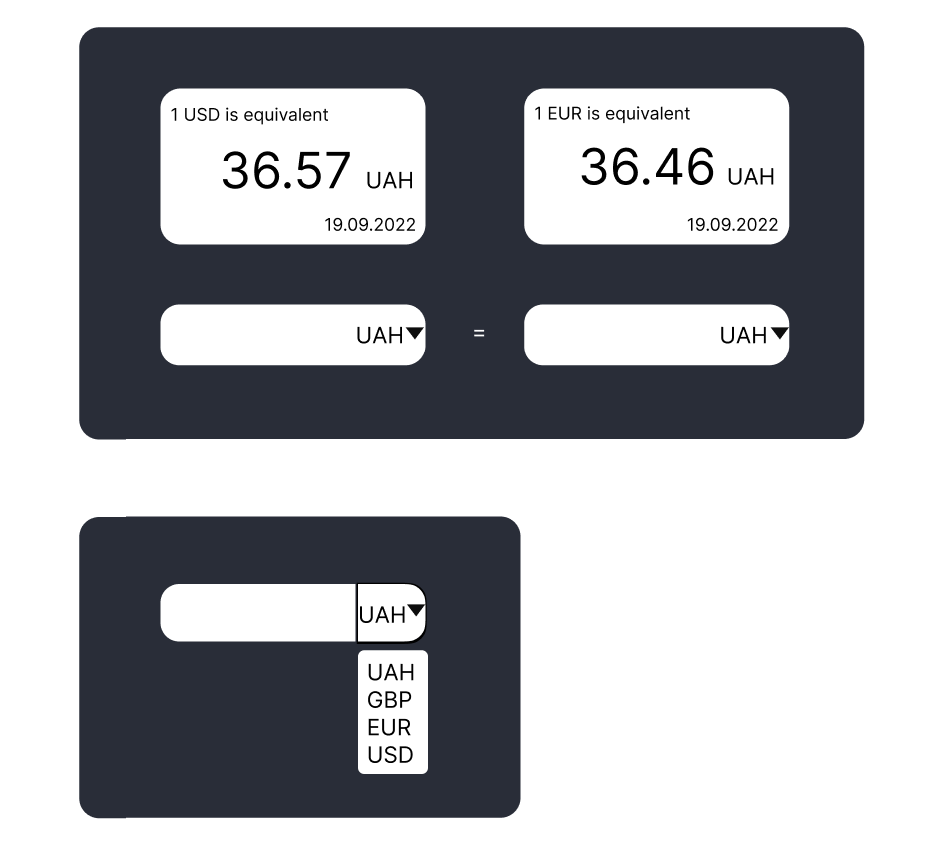 1 USD is equivalent
36.57 UAH
19.09.2022
1 EUR is equivalent
36.46 UAH
19.09.2022
UAH
=
UAH
UAH
UAH
GBP
EUR
USD